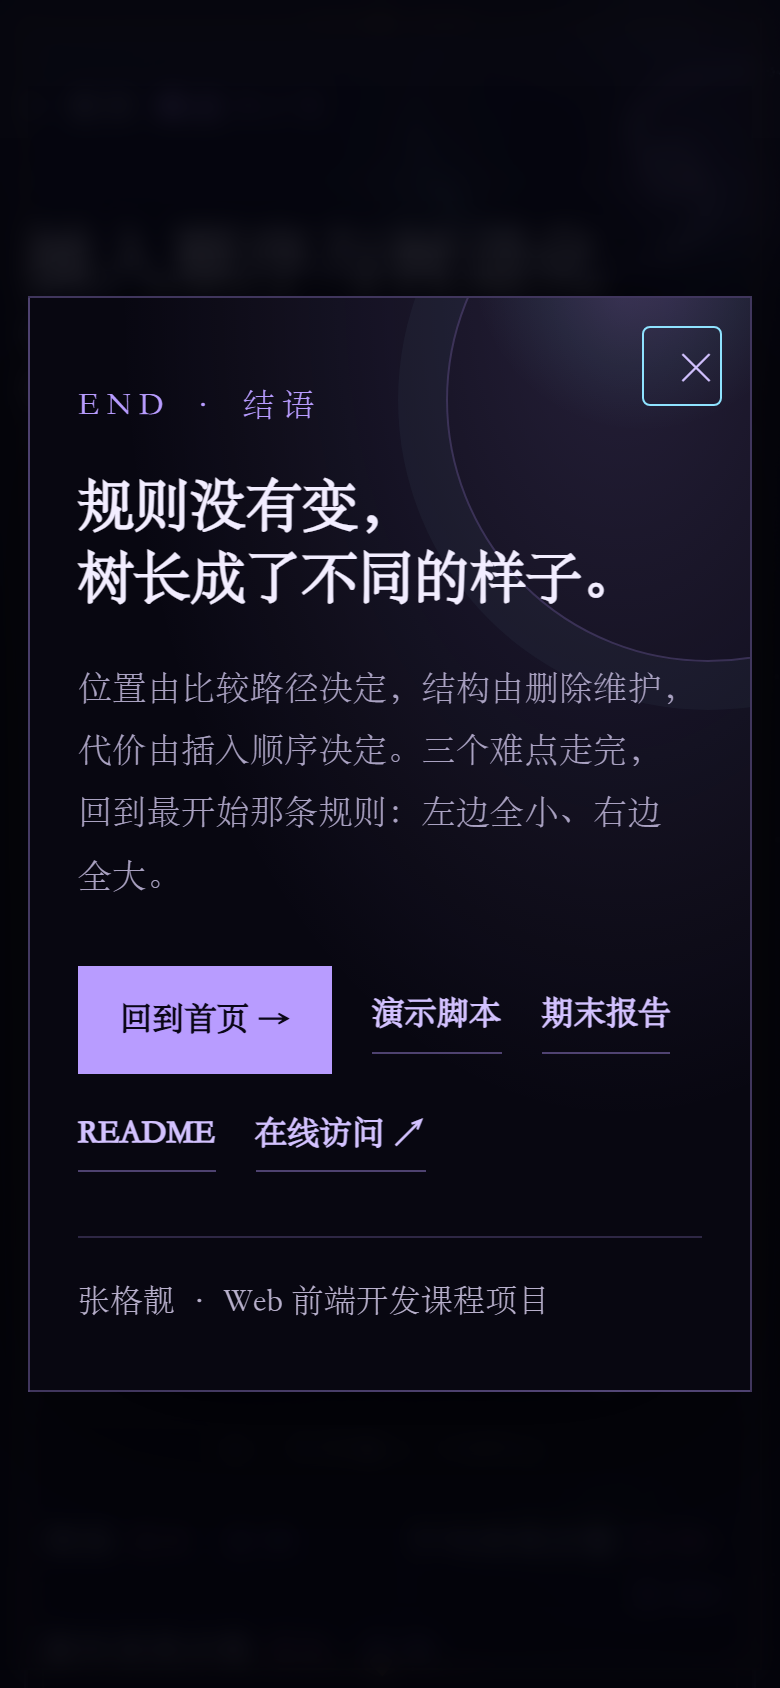 END · 结语
规则没有变，
树长成了不同的样子。
位置由比较路径决定，结构由删除维护，
代价由插入顺序决定。三个难点走完，
回到最开始那条规则：左边全小、右边
全大。
回到首页 →
演示脚本
期末报告
README
在线访问 ↗
张格靓 · Web 前端开发课程项目